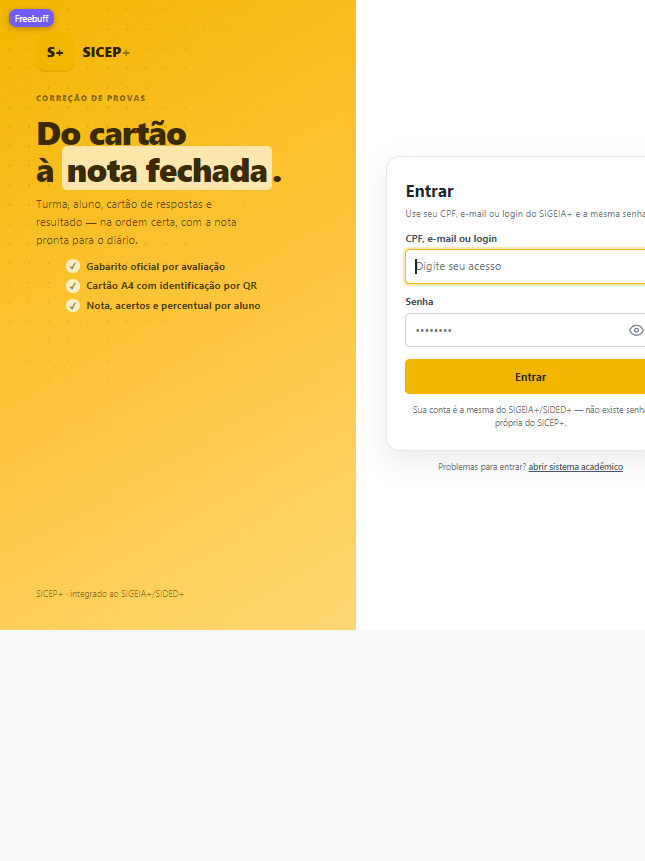 Freebuff
S+ SICEP+
CORREÇÃO DE PROVAS
Do cartão
à nota fechada.
Turma, aluno, cartão de respostas e
resultado — na ordem certa, com a nota
pronta para o diário.
✓ Gabarito oficial por avaliação
✓ Cartão A4 com identificação por QR
✓ Nota, acertos e percentual por aluno
SICEP+ · integrado ao SIGEIA+/SIDED+
Entrar
Use seu CPF, e-mail ou login do SIGEIA+ e a mesma senha
CPF, e-mail ou login
Digite seu acesso
Senha
••••••••
Entrar
Sua conta é a mesma do SIGEIA+/SIDED+ — não existe senha
própria do SICEP+.
Problemas para entrar? abrir sistema acadêmico